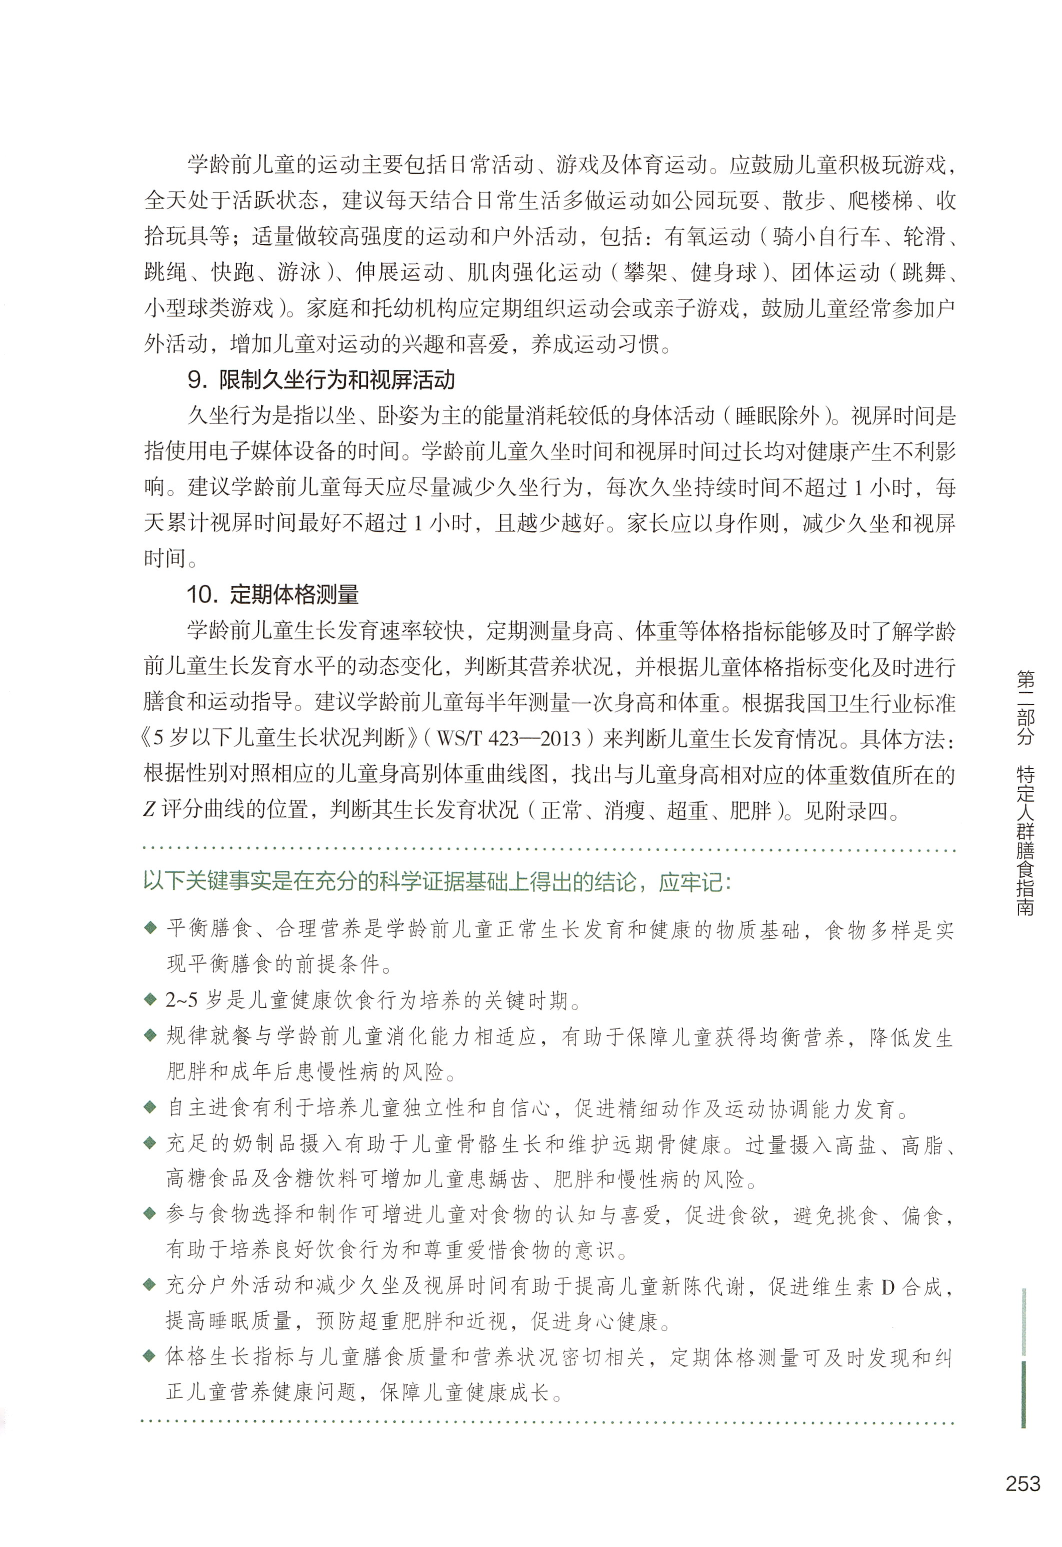 学龄前儿童的运动主要包括日常活动、游戏及体育运动。应鼓励儿童积极玩游戏，
全天处于活跃状态，建议每天结合日常生活多做运动如公园玩耍、散步、爬楼梯、收
拾玩具等；适量做较高强度的运动和户外活动，包括：有氧运动（骑小自行车、轮滑、
跳绳、快跑、游泳）、伸展运动、肌肉强化运动（攀架、健身球）、团体运动（跳舞、
小型球类游戏）。家庭和托幼机构应定期组织运动会或亲子游戏，鼓励儿童经常参加户
外活动，增加儿童对运动的兴趣和喜爱，养成运动习惯。
9. 限制久坐行为和视屏活动
久坐行为是指以坐、卧姿为主的能量消耗较低的身体活动（睡眠除外）。视屏时间是
指使用电子媒体设备的时间。学龄前儿童久坐时间和视屏时间过长均对健康产生不利影
响。建议学龄前儿童每天应尽量减少久坐行为，每次久坐持续时间不超过 1 小时，每
天累计视屏时间最好不超过 1 小时，且越少越好。家长应以身作则，减少久坐和视屏
时间。
10. 定期体格测量
学龄前儿童生长发育速率较快，定期测量身高、体重等体格指标能够及时了解学龄
前儿童生长发育水平的动态变化，判断其营养状况，并根据儿童体格指标变化及时进行
膳食和运动指导。建议学龄前儿童每半年测量一次身高和体重。根据我国卫生行业标准
《5 岁以下儿童生长状况判断》（WS/T 423—2013）来判断儿童生长发育情况。具体方法：
根据性别对照相应的儿童身高别体重曲线图，找出与儿童身高相对应的体重数值所在的
Z 评分曲线的位置，判断其生长发育状况（正常、消瘦、超重、肥胖）。见附录四。
以下关键事实是在充分的科学证据基础上得出的结论，应牢记：
◆ 平衡膳食、合理营养是学龄前儿童正常生长发育和健康的物质基础，食物多样是实
现平衡膳食的前提条件。
◆ 2~5 岁是儿童健康饮食行为培养的关键时期。
◆ 规律就餐与学龄前儿童消化能力相适应，有助于保障儿童获得均衡营养，降低发生
肥胖和成年后患慢性病的风险。
◆ 自主进食有利于培养儿童独立性和自信心，促进精细动作及运动协调能力发育。
◆ 充足的奶制品摄入有助于儿童骨骼生长和维护远期骨健康。过量摄入高盐、高脂、
高糖食品及含糖饮料可增加儿童患龋齿、肥胖和慢性病的风险。
◆ 参与食物选择和制作可增进儿童对食物的认知与喜爱，促进食欲，避免挑食、偏食，
有助于培养良好饮食行为和尊重爱惜食物的意识。
◆ 充分户外活动和减少久坐及视屏时间有助于提高儿童新陈代谢，促进维生素 D 合成，
提高睡眠质量，预防超重肥胖和近视，促进身心健康。
◆ 体格生长指标与儿童膳食质量和营养状况密切相关，定期体格测量可及时发现和纠
正儿童营养健康问题，保障儿童健康成长。
第二部分 特定人群膳食指南
253